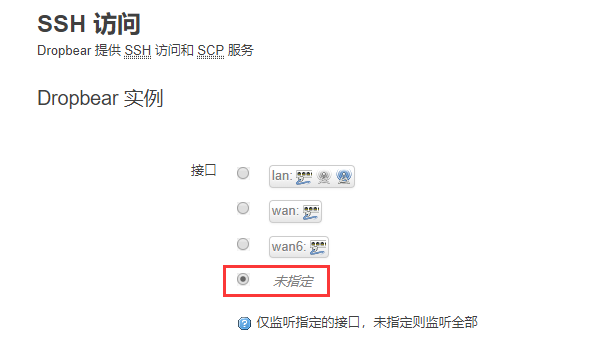 SSH 访问
Dropbear 提供 SSH 访问和 SCP 服务
Dropbear 实例
接口
lan:
wan:
wan6:
未指定
仅监听指定的接口，未指定则监听全部